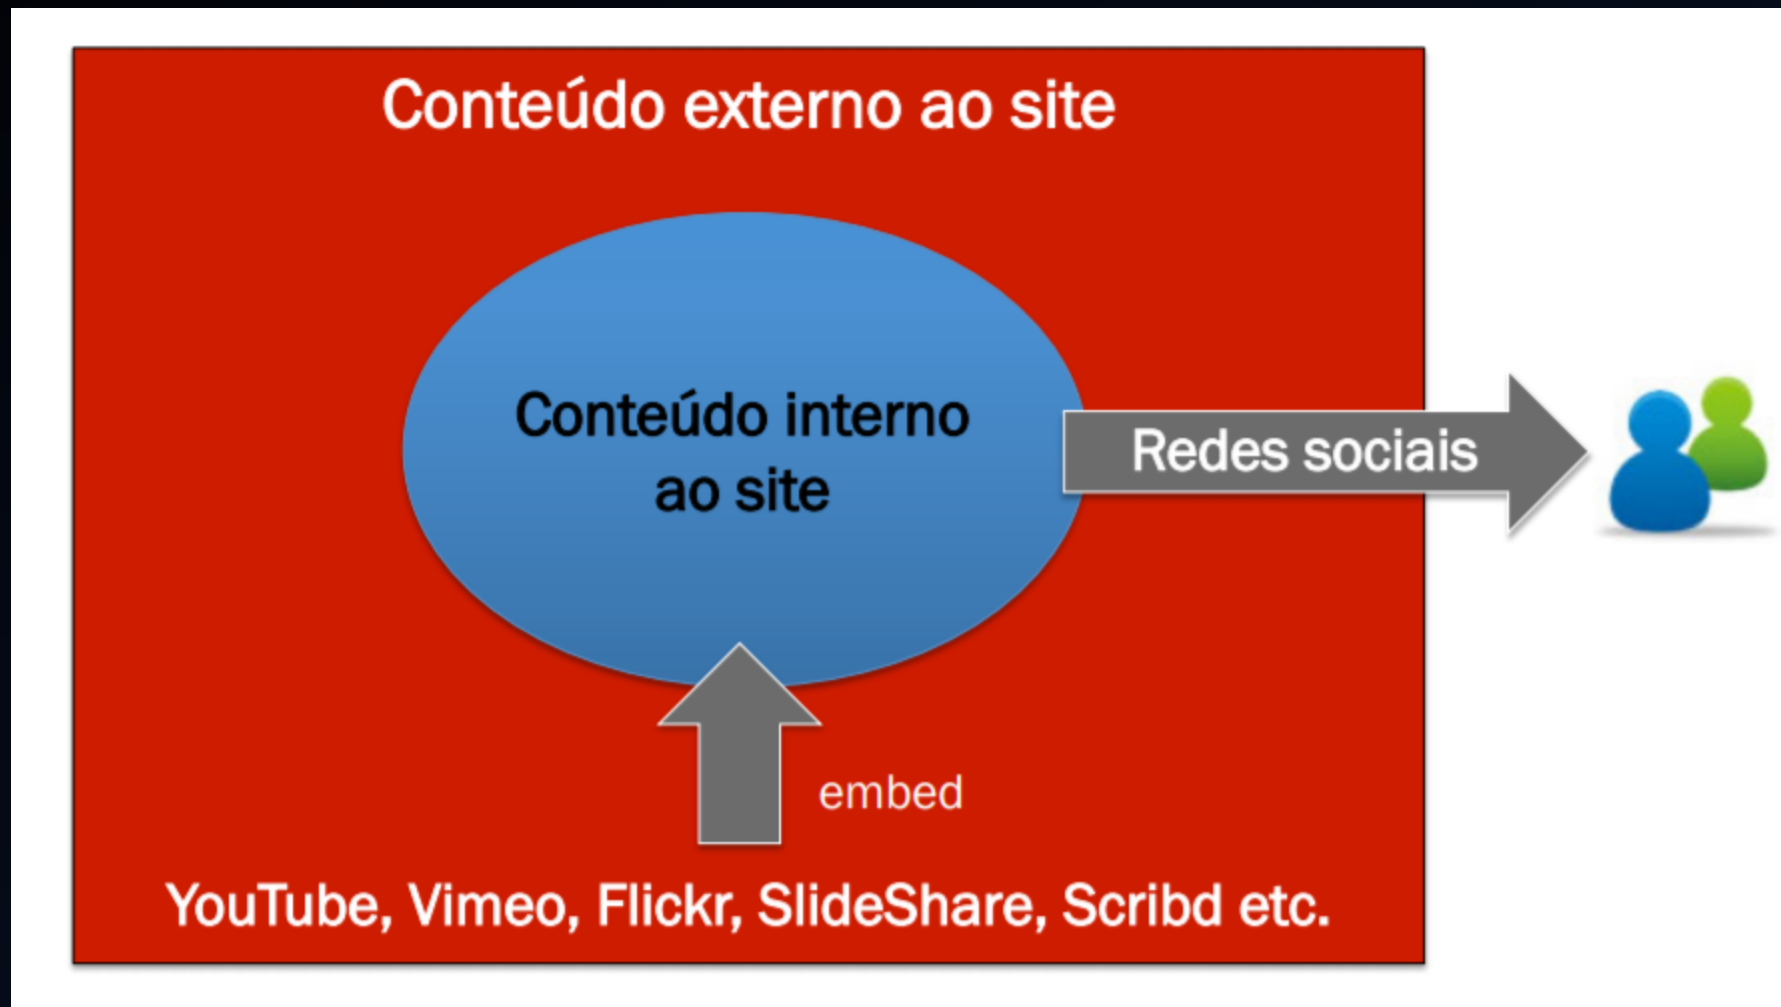 Conteúdo externo ao site
Conteúdo interno
ao site
Redes sociais
embed
YouTube, Vimeo, Flickr, SlideShare, Scribd etc.